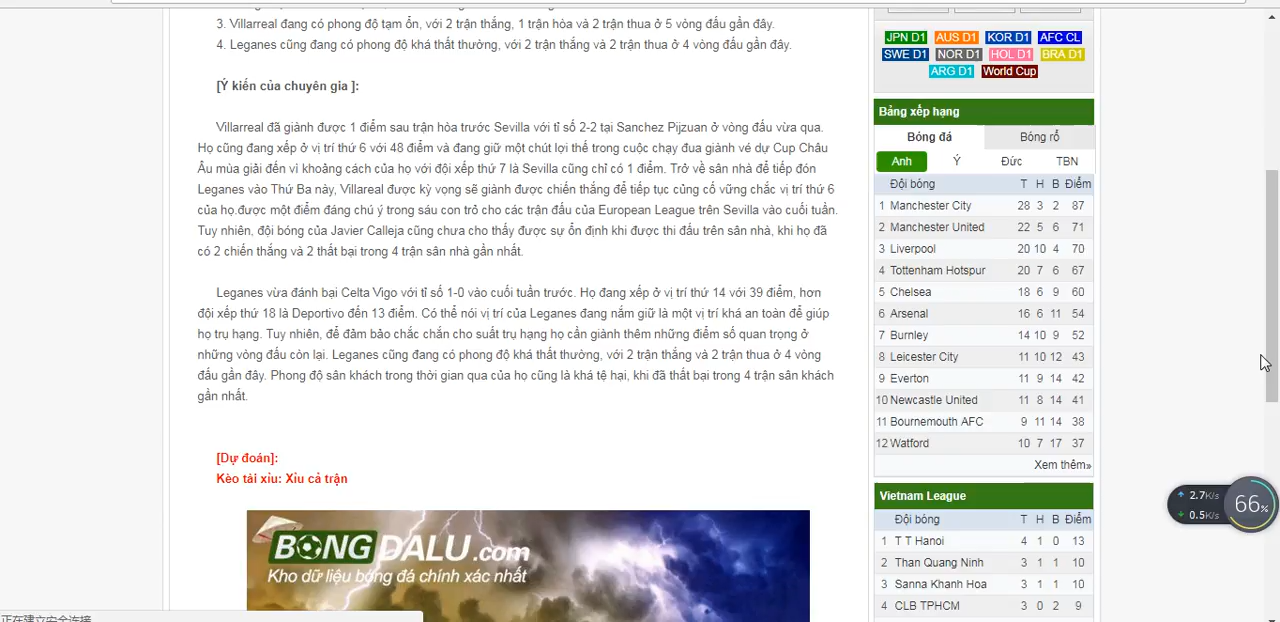 3. Villarreal đang có phong độ tạm ổn, với 2 trận thắng, 1 trận hòa và 2 trận thua ở 5 vòng đấu gần đây.
4. Leganes cũng đang có phong độ khá thất thường, với 2 trận thắng và 2 trận thua ở 4 vòng đấu gần đây.
[Ý kiến của chuyên gia ]:
Villarreal đã giành được 1 điểm sau trận hòa trước Sevilla với tỉ số 2-2 tại Sanchez Pijzuan ở vòng đấu vừa qua.
Họ cũng đang xếp ở vị trí thứ 6 với 48 điểm và đang giữ một chút lợi thế trong cuộc chạy đua giành vé dự Cup Châu
Âu mùa giải đến vì khoảng cách của họ với đội xếp thứ 7 là Sevilla cũng chỉ có 1 điểm. Trở về sân nhà để tiếp đón
Leganes vào Thứ Ba này, Villareal được kỳ vọng sẽ giành được chiến thắng để tiếp tục củng cố vững chắc vị trí thứ 6
của họ.được một điểm đáng chú ý trong sáu con trỏ cho các trận đấu của European League trên Sevilla vào cuối tuần.
Tuy nhiên, đội bóng của Javier Calleja cũng chưa cho thấy được sự ổn định khi được thi đấu trên sân nhà, khi họ đã
có 2 chiến thắng và 2 thất bại trong 4 trận sân nhà gần nhất.
Leganes vừa đánh bại Celta Vigo với tỉ số 1-0 vào cuối tuần trước. Họ đang xếp ở vị trí thứ 14 với 39 điểm, hơn
đội xếp thứ 18 là Deportivo đến 13 điểm. Có thể nói vị trí của Leganes đang nắm giữ là một vị trí khá an toàn để giúp
họ trụ hạng. Tuy nhiên, để đảm bảo chắc chắn cho suất trụ hạng họ cần giành thêm những điểm số quan trọng ở
những vòng đấu còn lại. Leganes cũng đang có phong độ khá thất thường, với 2 trận thắng và 2 trận thua ở 4 vòng
đấu gần đây. Phong độ sân khách trong thời gian qua của họ cũng là khá tệ hại, khi đã thất bại trong 4 trận sân khách
gần nhất.
[Dự đoán]:
Kèo tài xỉu: Xỉu cả trận
BONGDALU.com
Kho dữ liệu bóng đá chính xác nhất
JPN D1 AUS D1 KOR D1 AFC CL
SWE D1 NOR D1 HOL D1 BRA D1
ARG D1 World Cup
Bảng xếp hạng
Bóng đá Bóng rổ
Anh Ý Đức TBN
Đội bóng T H B Điểm
1 Manchester City 28 3 2 87
2 Manchester United 22 5 6 71
3 Liverpool 20 10 4 70
4 Tottenham Hotspur 20 7 6 67
5 Chelsea 18 6 9 60
6 Arsenal 16 6 11 54
7 Burnley 14 10 9 52
8 Leicester City 11 10 12 43
9 Everton 11 9 14 42
10 Newcastle United 11 8 14 41
11 Bournemouth AFC 9 11 14 38
12 Watford 10 7 17 37
Xem thêm»
Vietnam League
Đội bóng T H B Điểm
1 T T Hanoi 4 1 0 13
2 Than Quang Ninh 3 1 1 10
3 Sanna Khanh Hoa 3 1 1 10
4 CLB TPHCM 3 0 2 9
2.7K/s
0.5K/s
66%
正在建立安全连接